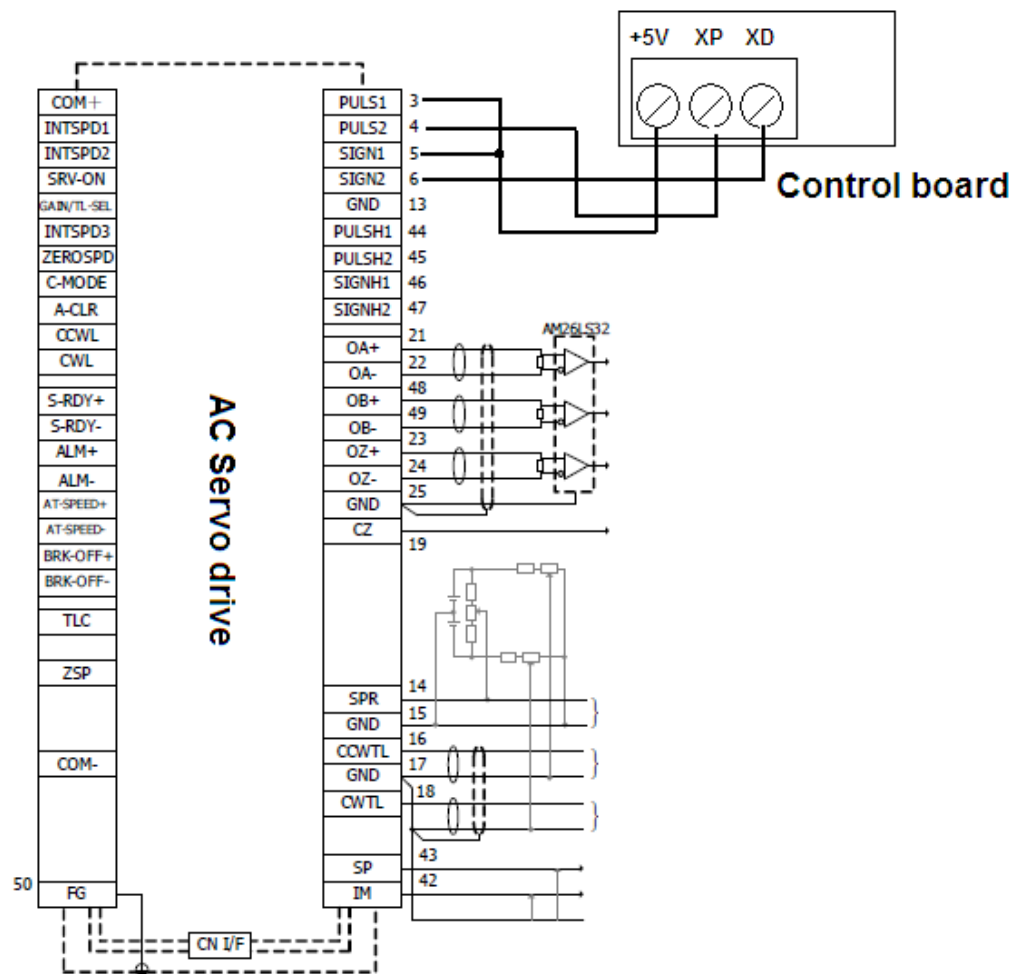 +5V XP XD
Control board
COM+
INTSPD1
INTSPD2
SRV-ON
GAIN/TL-SEL
INTSPD3
ZEROSPD
C-MODE
A-CLR
CCWL
CWL
S-RDY+
S-RDY-
ALM+
ALM-
AT-SPEED+
AT-SPEED-
BRK-OFF+
BRK-OFF-
TLC
ZSP
COM-
50
FG
AC Servo drive
PULS1 3
PULS2 4
SIGN1 5
SIGN2 6
GND 13
PULSH1 44
PULSH2 45
SIGNH1 46
SIGNH2 47
21
OA+
22
OA-
48
OB+
49
OB-
23
OZ+
24
OZ-
25
GND
CZ
19
AM26LS32
14
SPR
15
GND
16
CCWTL
17
GND
18
CWTL
43
SP
42
IM
CN I/F